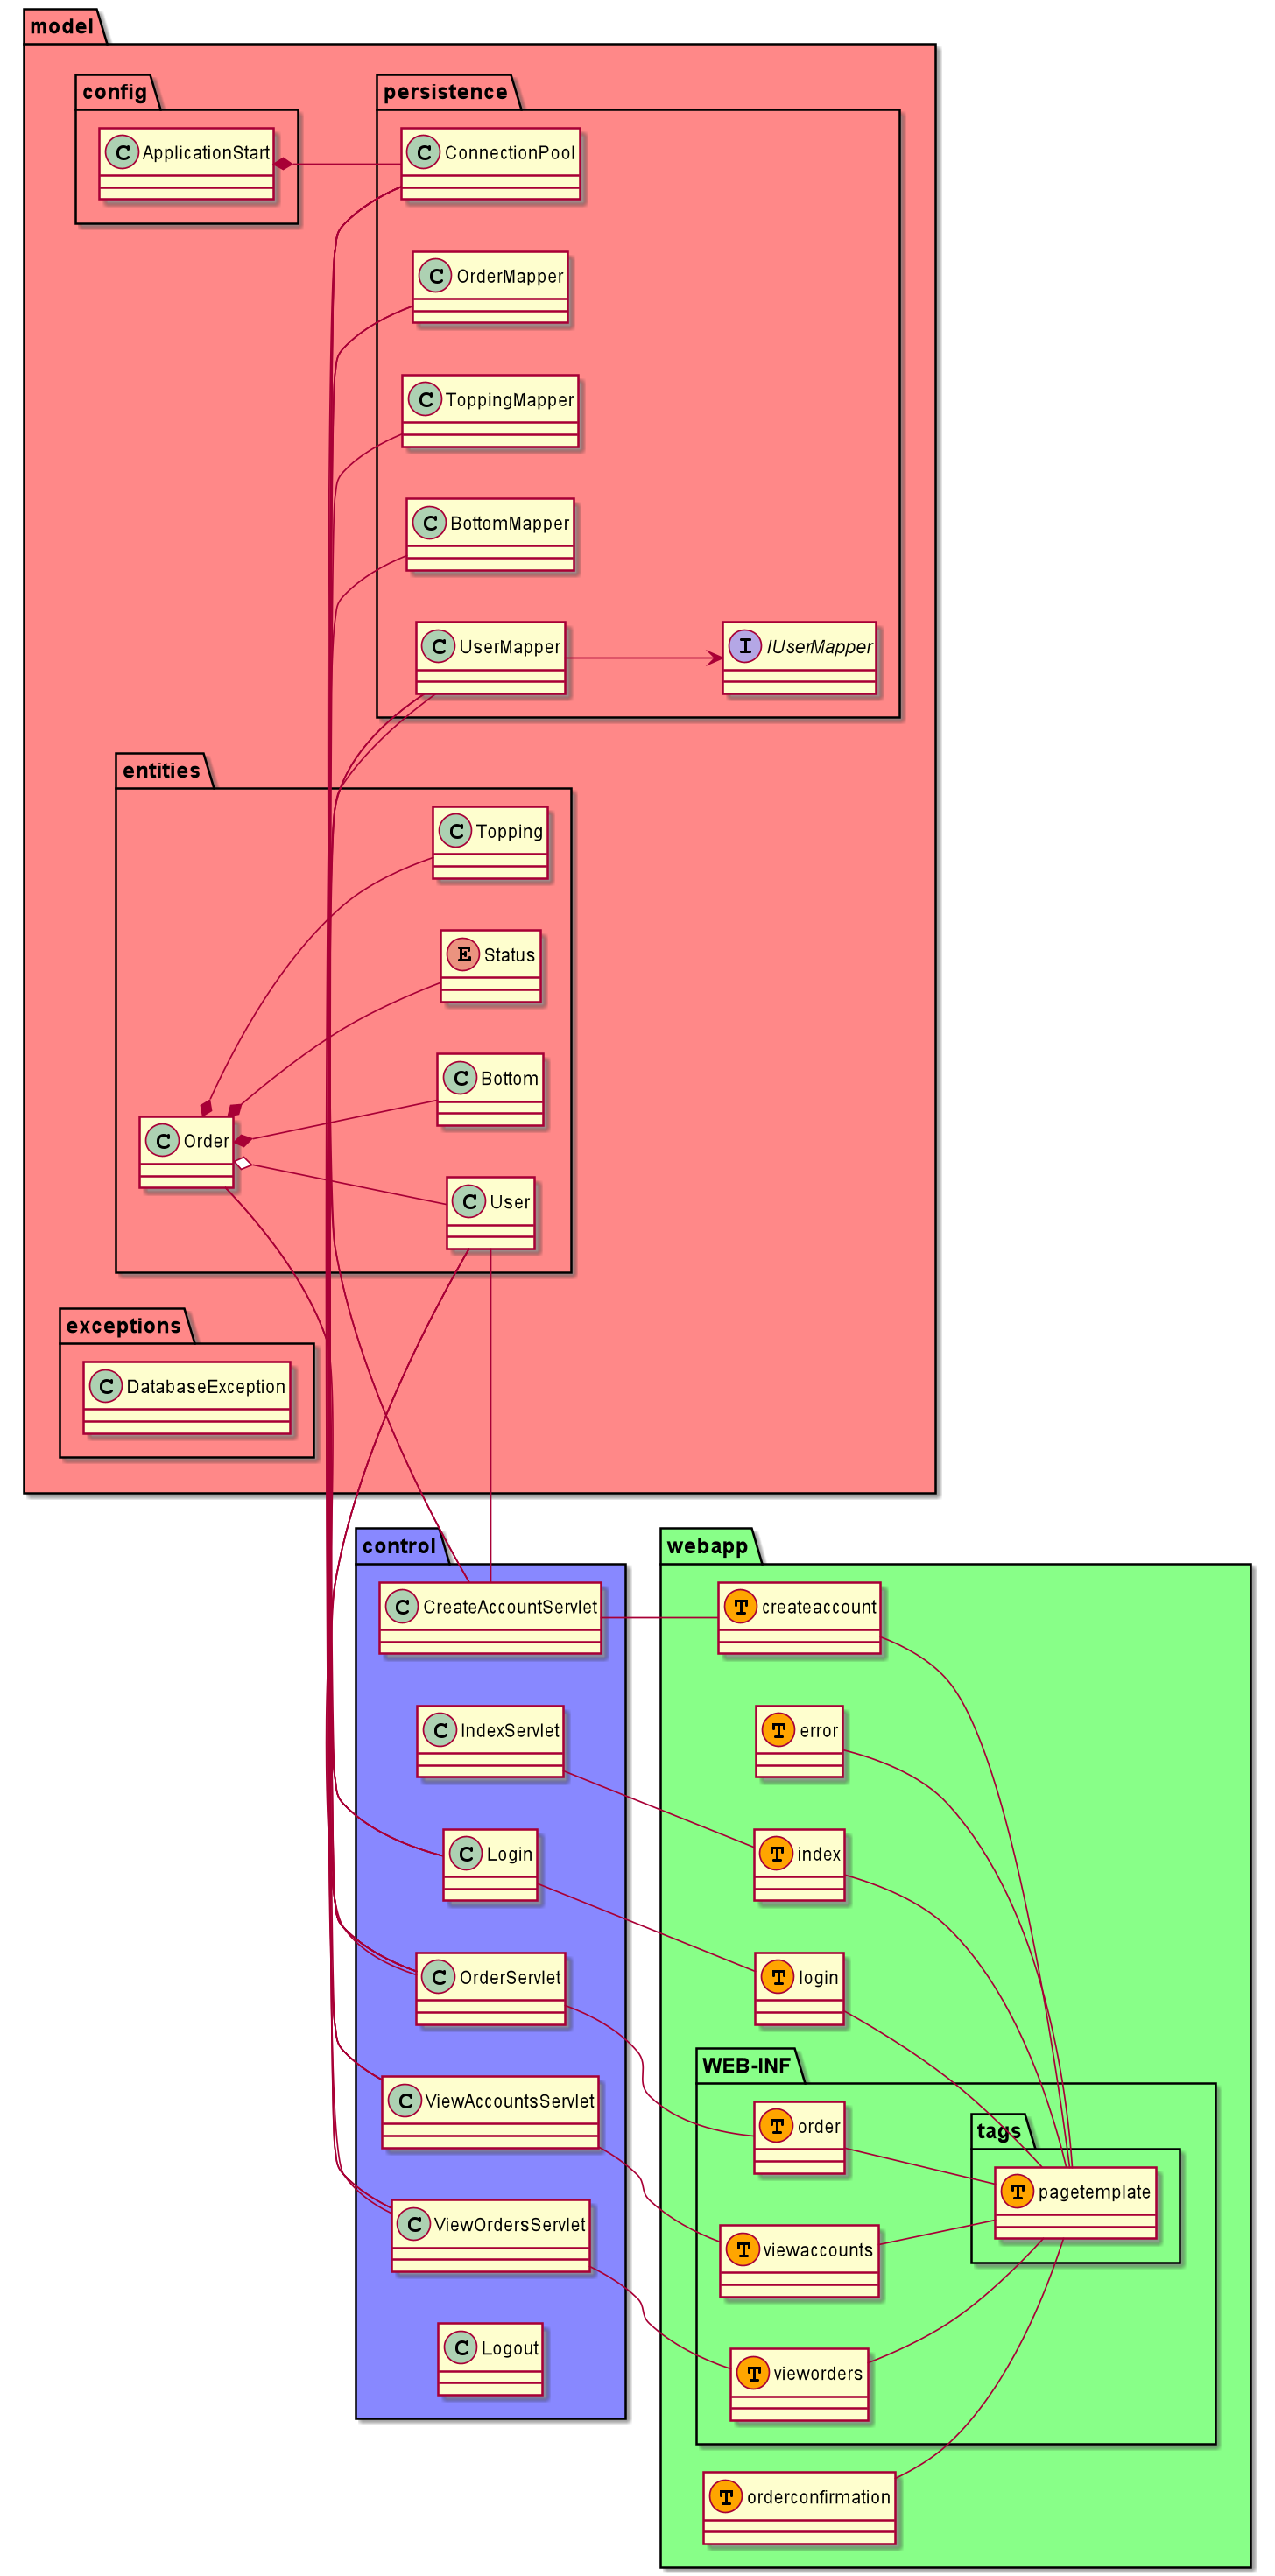 model
config
persistence
C ApplicationStart
C ConnectionPool
C OrderMapper
C ToppingMapper
C BottomMapper
C UserMapper
I IUserMapper
entities
C Topping
E Status
C Bottom
C Order
C User
exceptions
C DatabaseException
control
webapp
C CreateAccountServlet
T createaccount
C IndexServlet
T error
C Login
T index
C OrderServlet
T login
WEB-INF
C ViewAccountsServlet
T order
tags
T pagetemplate
C ViewOrdersServlet
T viewaccounts
C Logout
T vieworders
T orderconfirmation